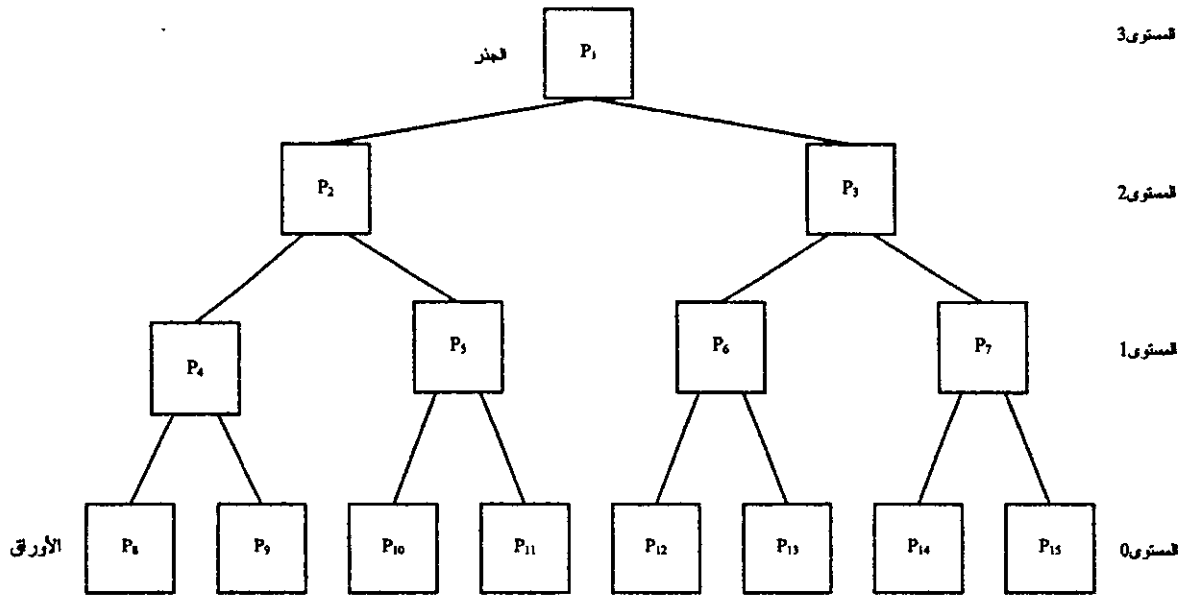 المستوى3
الجذر P₁
المستوى2
P₂ P₃
المستوى1
P₄ P₅ P₆ P₇
المستوى0
الأوراق P₈ P₉ P₁₀ P₁₁ P₁₂ P₁₃ P₁₄ P₁₅